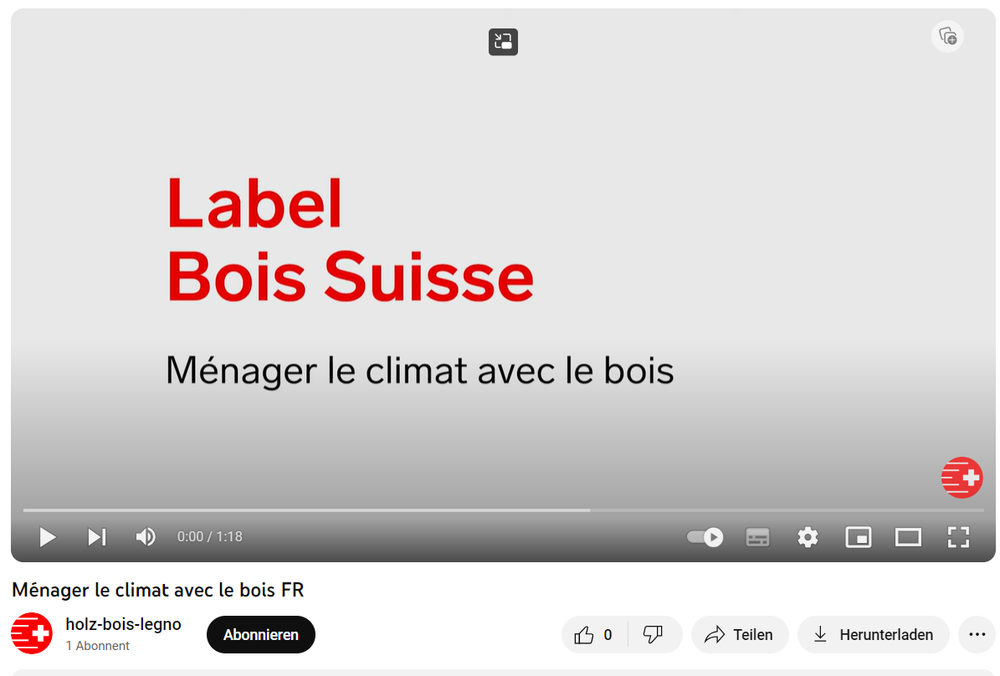 Label
Bois Suisse
Ménager le climat avec le bois
0:00 / 1:18
Ménager le climat avec le bois FR
holz-bois-legno
1 Abonnent
Abonnieren
0
Teilen
Herunterladen